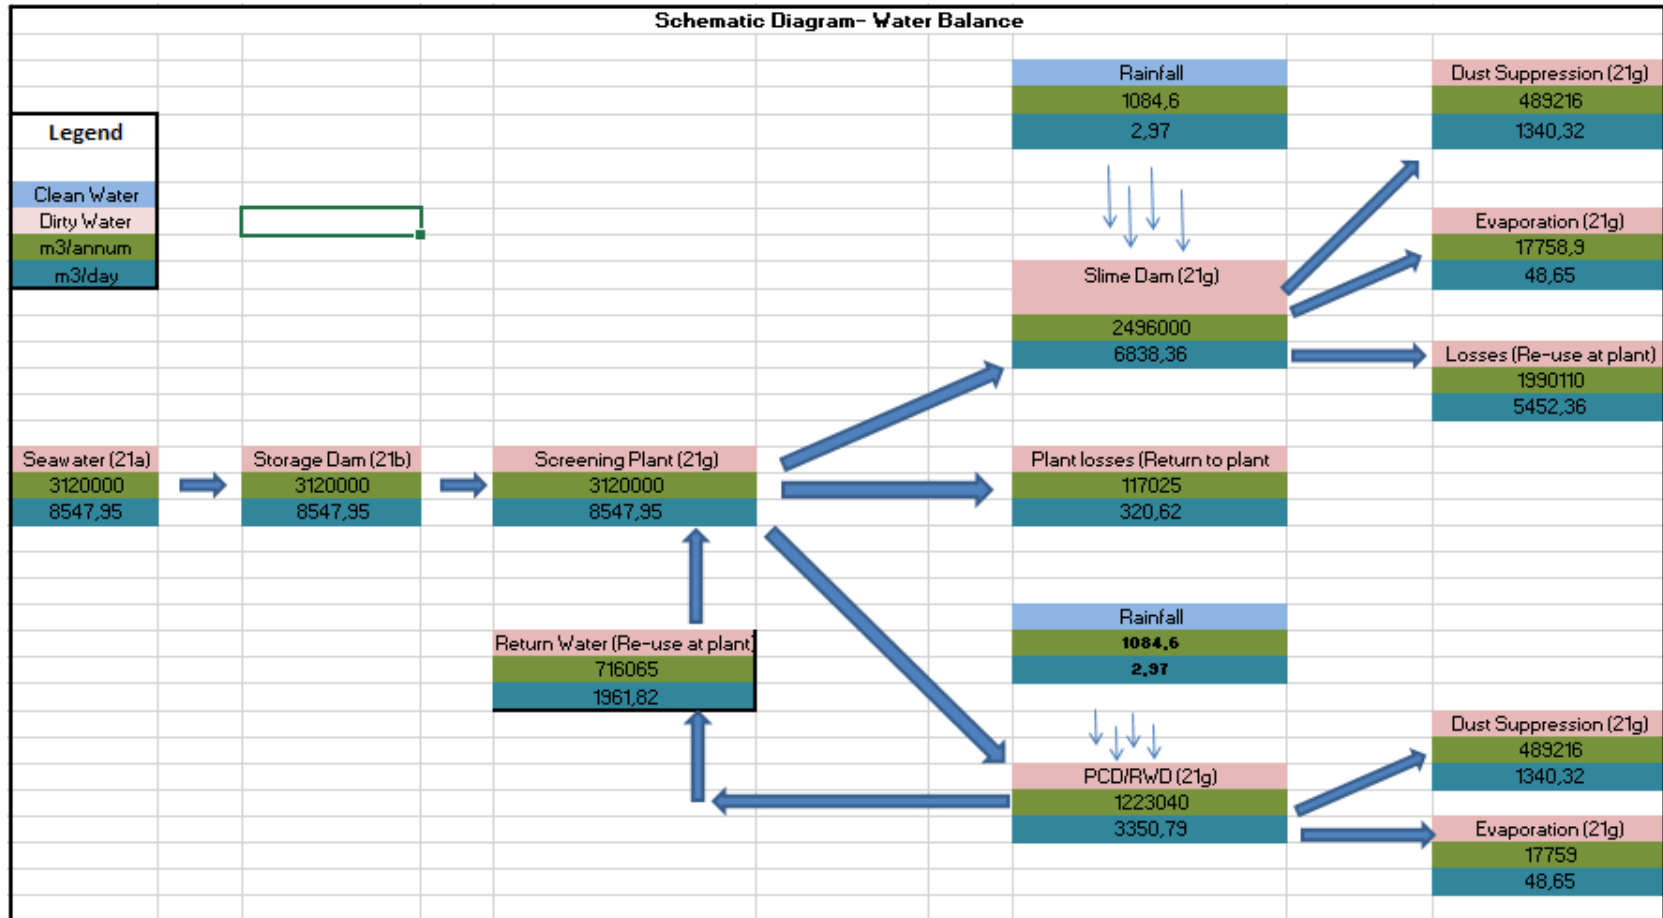 Schematic Diagram- Water Balance
Legend
Clean Water
Dirty Water
m3/annum
m3/day
Rainfall
1084,6
2,97
Dust Suppression (21g)
489216
1340,32
Evaporation (21g)
17758,9
48,65
Slime Dam (21g)
2496000
6838,36
Losses (Re-use at plant)
1990110
5452,36
Seawater (21a)
3120000
8547,95
Storage Dam (21b)
3120000
8547,95
Screening Plant (21g)
3120000
8547,95
Plant losses (Return to plant
117025
320,62
Return Water (Re-use at plant)
716065
1961,82
Rainfall
1084,6
2,97
PCD/RWD (21g)
1223040
3350,79
Dust Suppression (21g)
489216
1340,32
Evaporation (21g)
17759
48,65